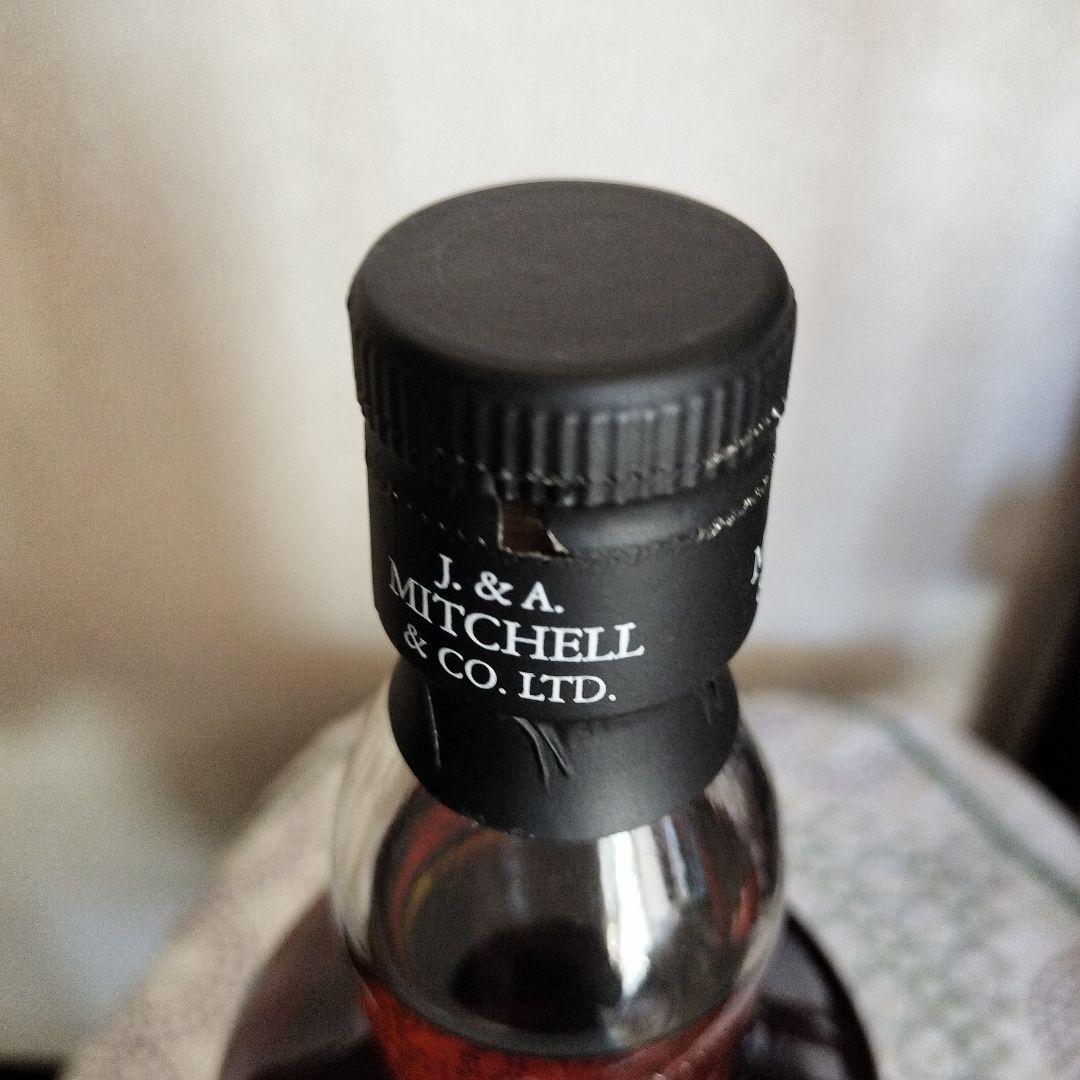 J. & A.
MITCHELL
& CO. LTD.